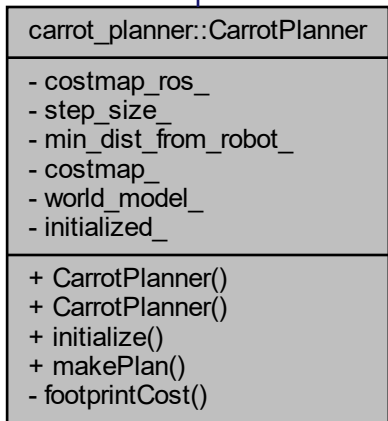 carrot_planner::CarrotPlanner
- costmap_ros_
- step_size_
- min_dist_from_robot_
- costmap_
- world_model_
- initialized_
+ CarrotPlanner()
+ CarrotPlanner()
+ initialize()
+ makePlan()
- footprintCost()